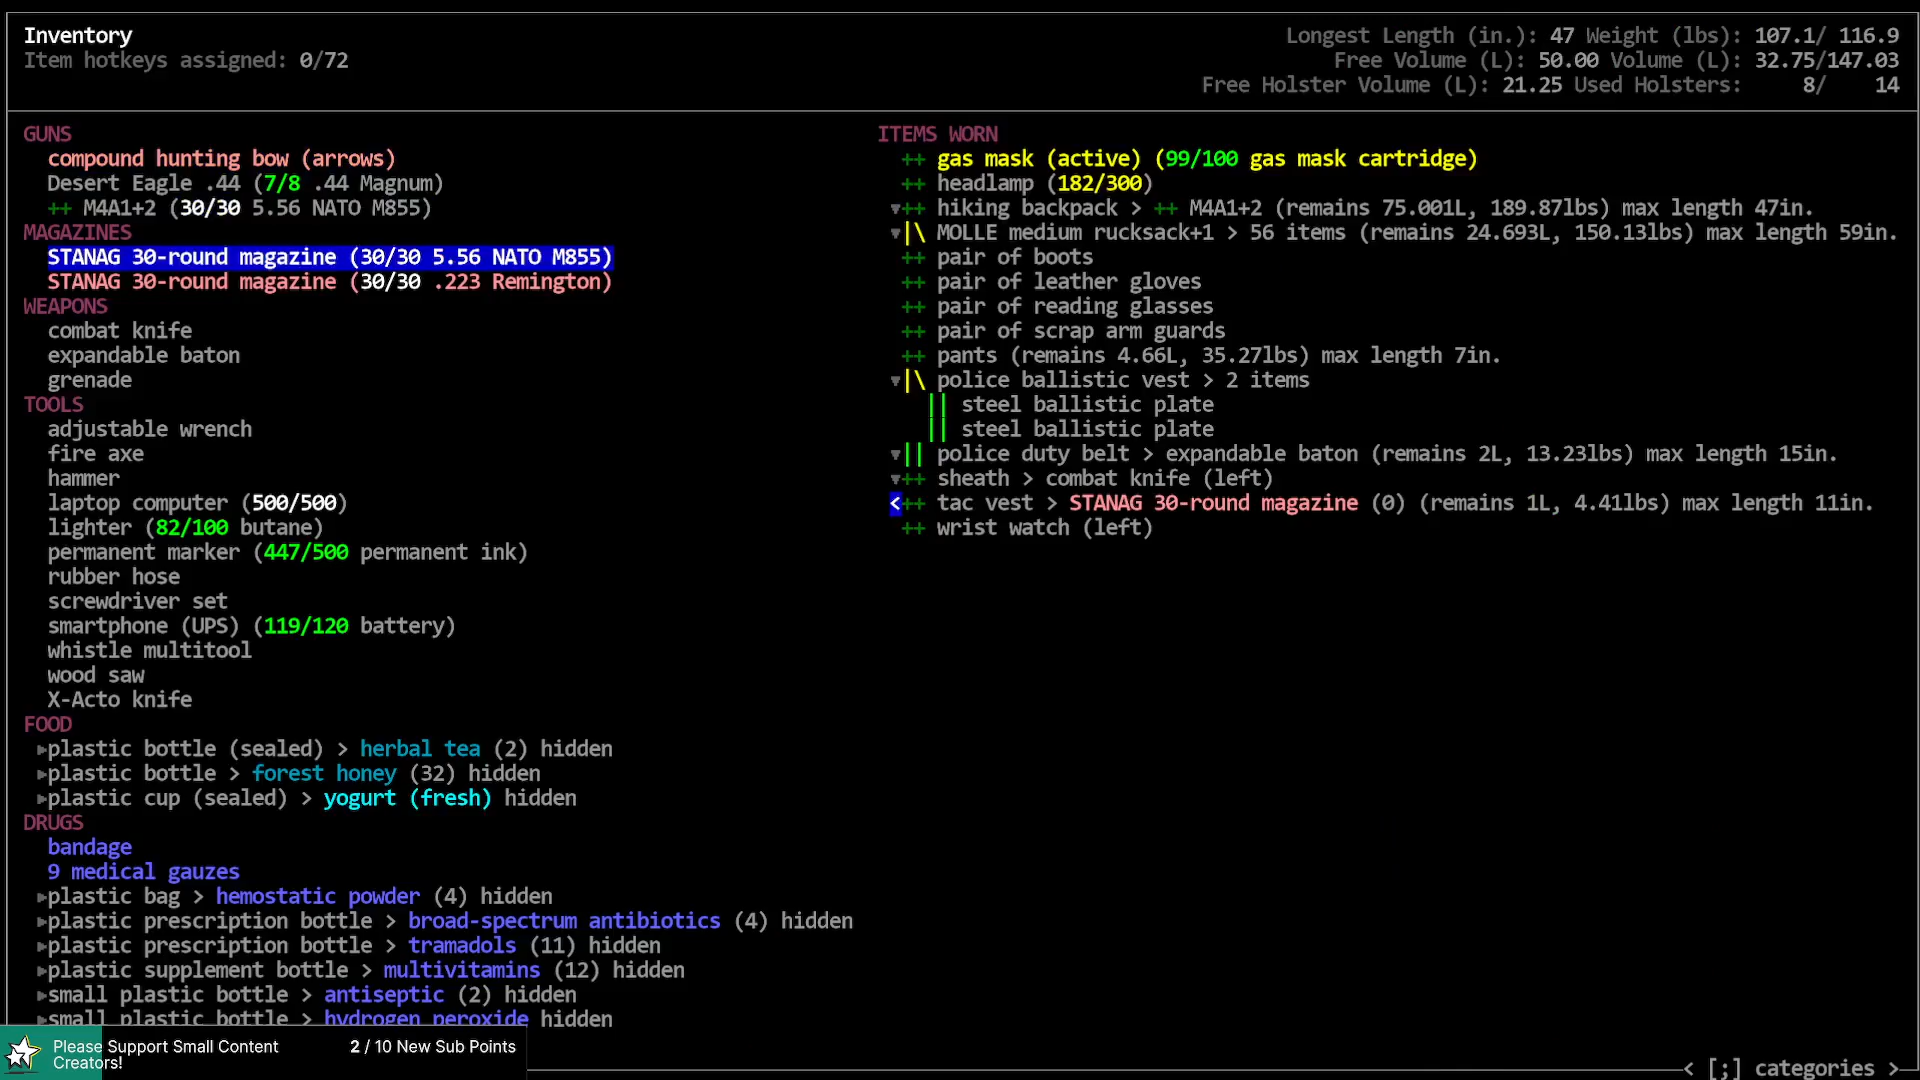 Inventory
Item hotkeys assigned: 0/72
Longest Length (in.): 47 Weight (lbs): 107.1/ 116.9
Free Volume (L): 50.00 Volume (L): 32.75/147.03
Free Holster Volume (L): 21.25 Used Holsters: 8/ 14
GUNS
compound hunting bow (arrows)
Desert Eagle .44 (7/8 .44 Magnum)
++ M4A1+2 (30/30 5.56 NATO M855)
MAGAZINES
STANAG 30-round magazine (30/30 5.56 NATO M855)
STANAG 30-round magazine (30/30 .223 Remington)
WEAPONS
combat knife
expandable baton
grenade
TOOLS
adjustable wrench
fire axe
hammer
laptop computer (500/500)
lighter (82/100 butane)
permanent marker (447/500 permanent ink)
rubber hose
screwdriver set
smartphone (UPS) (119/120 battery)
whistle multitool
wood saw
X-Acto knife
FOOD
▶plastic bottle (sealed) > herbal tea (2) hidden
▶plastic bottle > forest honey (32) hidden
▶plastic cup (sealed) > yogurt (fresh) hidden
DRUGS
bandage
9 medical gauzes
▶plastic bag > hemostatic powder (4) hidden
▶plastic prescription bottle > broad-spectrum antibiotics (4) hidden
▶plastic prescription bottle > tramadols (11) hidden
▶plastic supplement bottle > multivitamins (12) hidden
▶small plastic bottle > antiseptic (2) hidden
▶small plastic bottle > hydrogen peroxide hidden
ITEMS WORN
++ gas mask (active) (99/100 gas mask cartridge)
++ headlamp (182/300)
▼++ hiking backpack > ++ M4A1+2 (remains 75.001L, 189.87lbs) max length 47in.
▼|\ MOLLE medium rucksack+1 > 56 items (remains 24.693L, 150.13lbs) max length 59in.
++ pair of boots
++ pair of leather gloves
++ pair of reading glasses
++ pair of scrap arm guards
++ pants (remains 4.66L, 35.27lbs) max length 7in.
▼|\ police ballistic vest > 2 items
|| steel ballistic plate
|| steel ballistic plate
▼|| police duty belt > expandable baton (remains 2L, 13.23lbs) max length 15in.
▼++ sheath > combat knife (left)
<++ tac vest > STANAG 30-round magazine (0) (remains 1L, 4.41lbs) max length 11in.
++ wrist watch (left)
Please Support Small Content
Creators!
2 / 10 New Sub Points
< [;] categories >